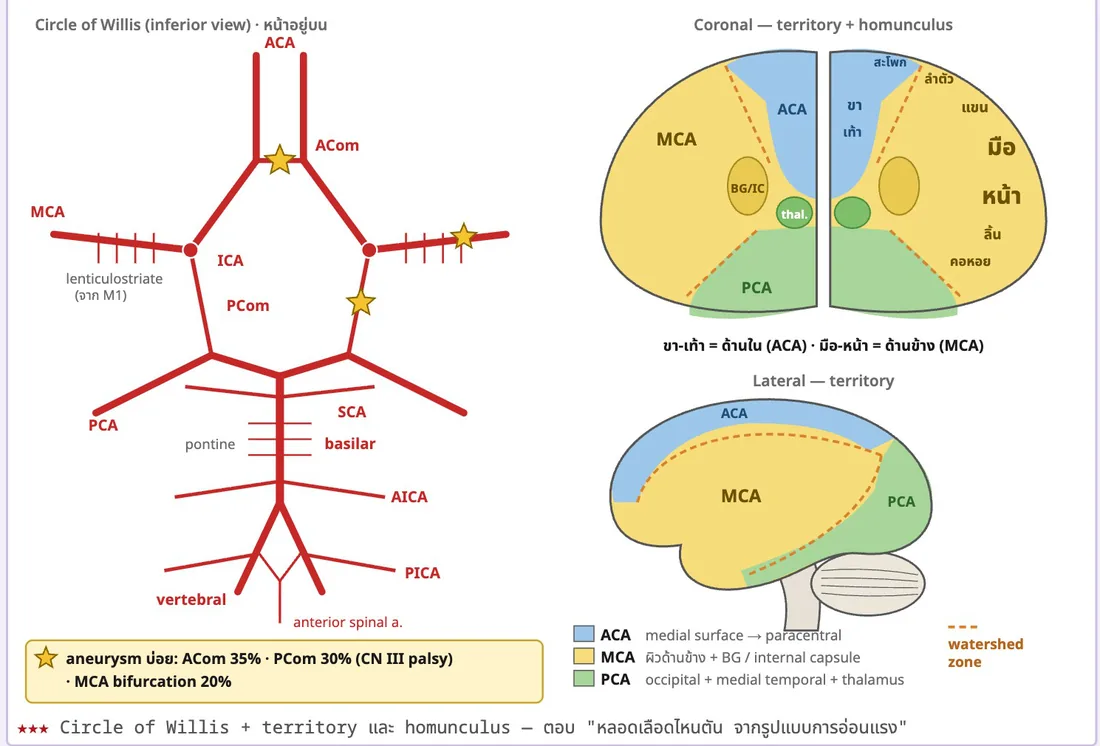 Circle of Willis (inferior view) · หน้าอยู่บน
ACA
ACom
MCA
lenticulostriate
(จาก M1)
ICA
PCom
PCA
SCA
pontine
basilar
AICA
PICA
vertebral
anterior spinal a.
aneurysm บ่อย: ACom 35% · PCom 30% (CN III palsy)
· MCA bifurcation 20%
Coronal — territory + homunculus
สะโพก
ลำตัว
ACA
ขา
แขน
เท้า
MCA
มือ
BG/IC
หน้า
thal.
ลิ้น
คอหอย
PCA
ขา-เท้า = ด้านใน (ACA) · มือ-หน้า = ด้านข้าง (MCA)
Lateral — territory
ACA
MCA
PCA
ACA medial surface → paracentral
MCA ผิวด้านข้าง + BG / internal capsule
PCA occipital + medial temporal + thalamus
watershed
zone
★★★ Circle of Willis + territory และ homunculus — ตอบ "หลอดเลือดไหนตัน จากรูปแบบการอ่อนแรง"